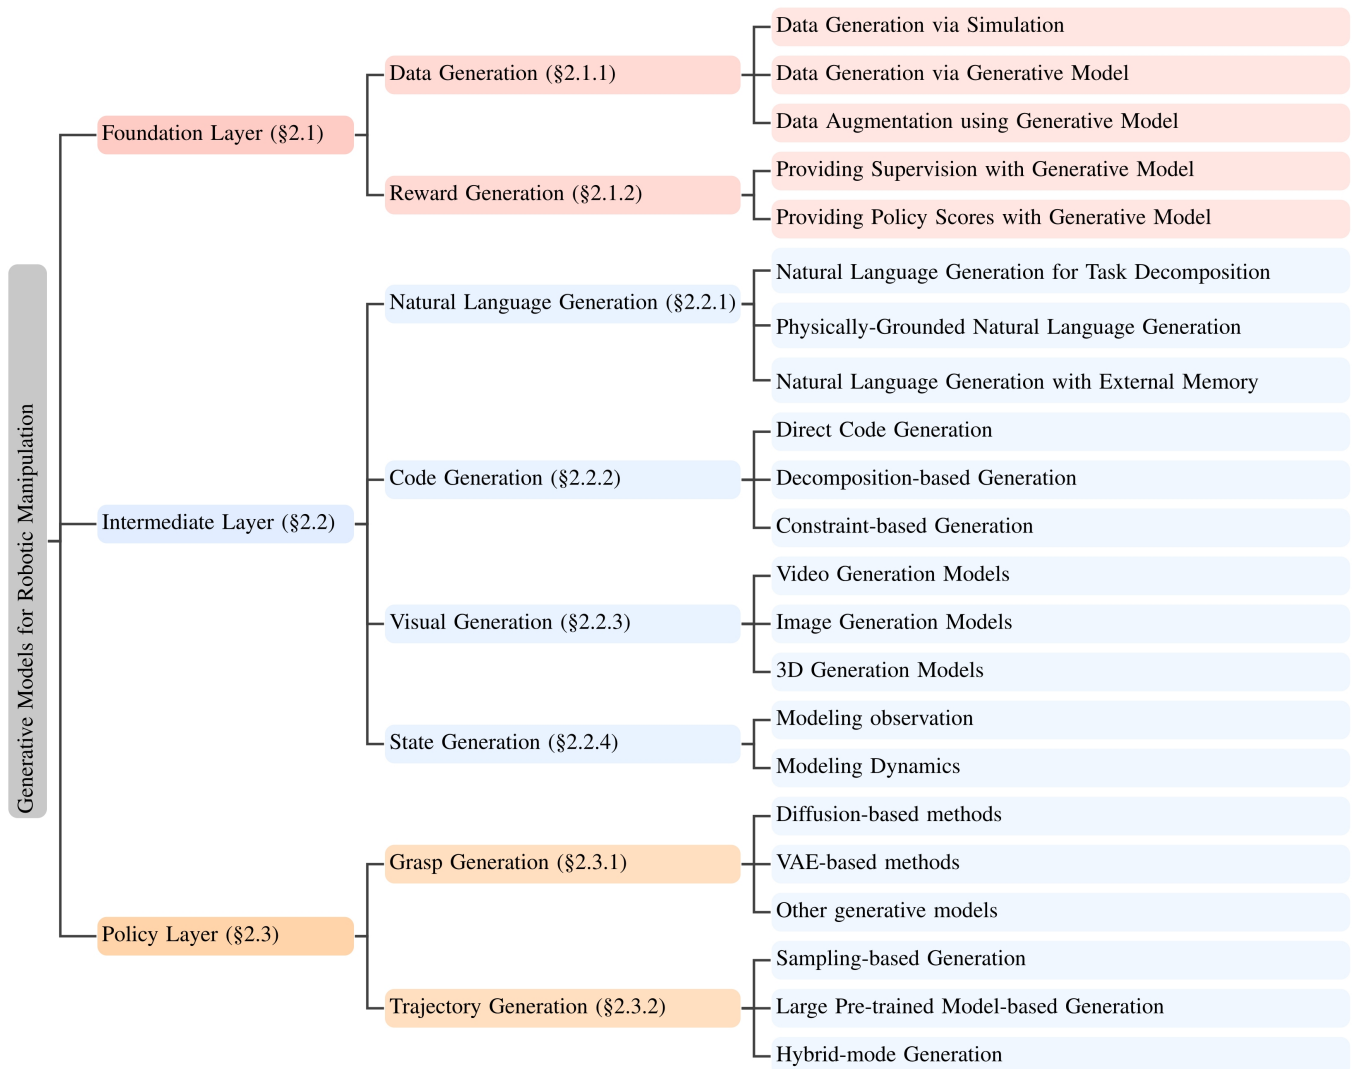 Generative Models for Robotic Manipulation
Foundation Layer (§2.1)
Data Generation (§2.1.1)
Data Generation via Simulation
Data Generation via Generative Model
Data Augmentation using Generative Model
Reward Generation (§2.1.2)
Providing Supervision with Generative Model
Providing Policy Scores with Generative Model
Intermediate Layer (§2.2)
Natural Language Generation (§2.2.1)
Natural Language Generation for Task Decomposition
Physically-Grounded Natural Language Generation
Natural Language Generation with External Memory
Code Generation (§2.2.2)
Direct Code Generation
Decomposition-based Generation
Constraint-based Generation
Visual Generation (§2.2.3)
Video Generation Models
Image Generation Models
3D Generation Models
State Generation (§2.2.4)
Modeling observation
Modeling Dynamics
Policy Layer (§2.3)
Grasp Generation (§2.3.1)
Diffusion-based methods
VAE-based methods
Other generative models
Trajectory Generation (§2.3.2)
Sampling-based Generation
Large Pre-trained Model-based Generation
Hybrid-mode Generation